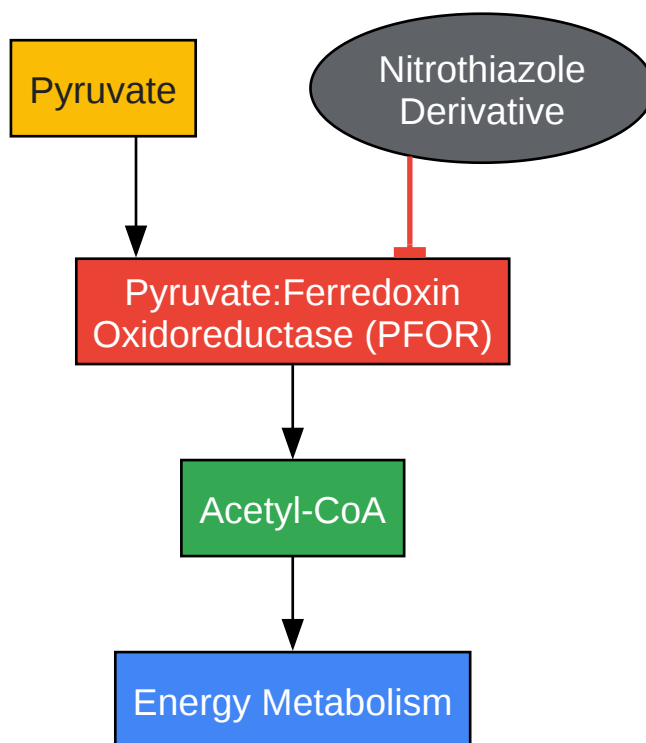 Pyruvate
Nitrothiazole
Derivative
Pyruvate:Ferredoxin
Oxidoreductase (PFOR)
Acetyl-CoA
Energy Metabolism